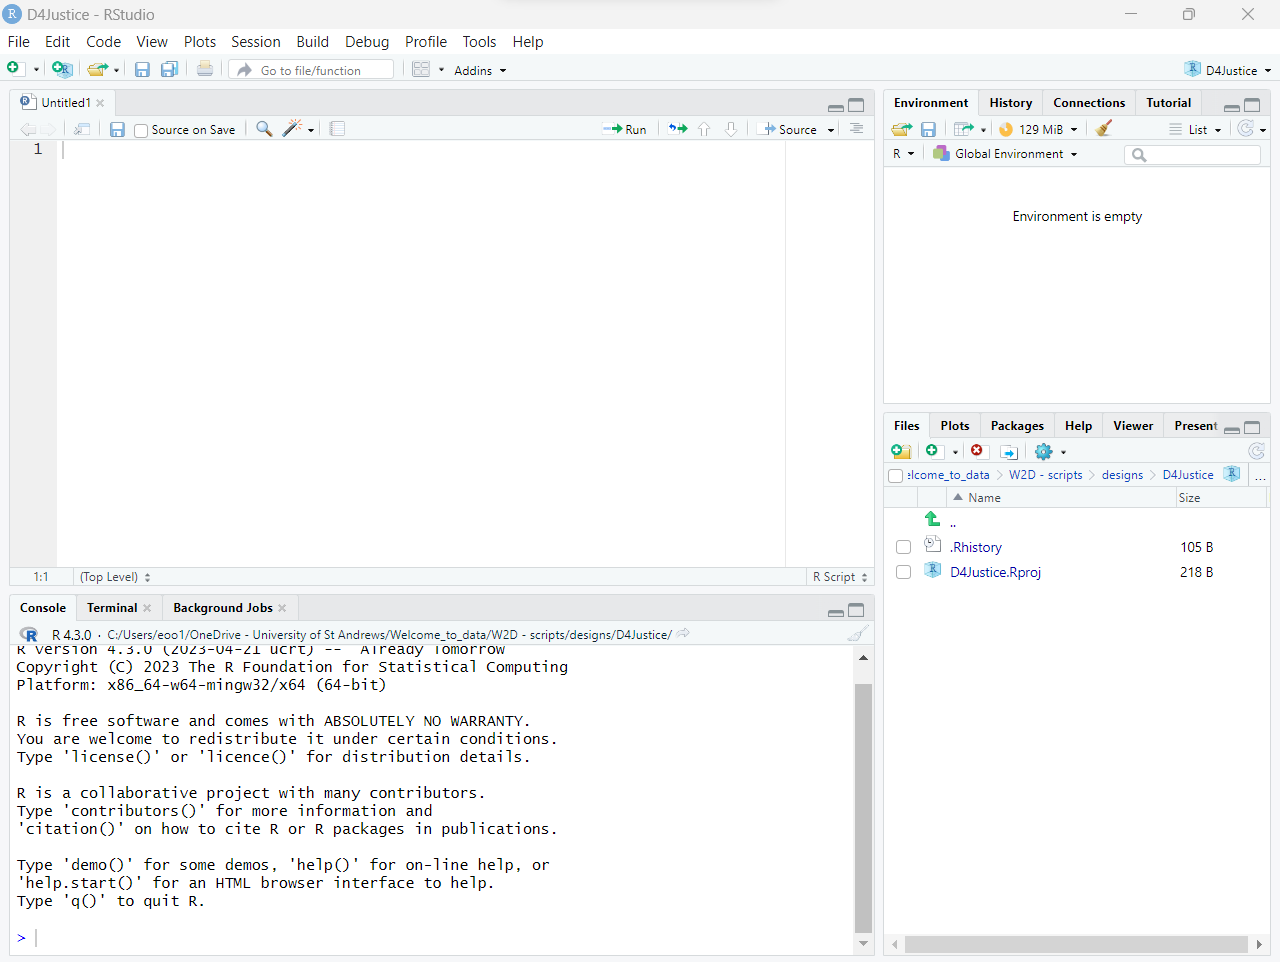 D4Justice - RStudio
File Edit Code View Plots Session Build Debug Profile Tools Help
Go to file/function Addins D4Justice
Untitled1
Source on Save Run Source
1
1:1 (Top Level) R Script
Console Terminal Background Jobs
R 4.3.0 · C:/Users/eoo1/OneDrive - University of St Andrews/Welcome_to_data/W2D - scripts/designs/D4Justice/
R version 4.3.0 (2023-04-21 ucrt) -- "Already Tomorrow"
Copyright (C) 2023 The R Foundation for Statistical Computing
Platform: x86_64-w64-mingw32/x64 (64-bit)
R is free software and comes with ABSOLUTELY NO WARRANTY.
You are welcome to redistribute it under certain conditions.
Type 'license()' or 'licence()' for distribution details.
R is a collaborative project with many contributors.
Type 'contributors()' for more information and
'citation()' on how to cite R or R packages in publications.
Type 'demo()' for some demos, 'help()' for on-line help, or
'help.start()' for an HTML browser interface to help.
Type 'q()' to quit R.
>
Environment History Connections Tutorial
129 MiB List
R Global Environment
Environment is empty
Files Plots Packages Help Viewer Present
elcome_to_data W2D - scripts designs D4Justice ...
Name Size
..
.Rhistory 105 B
D4Justice.Rproj 218 B